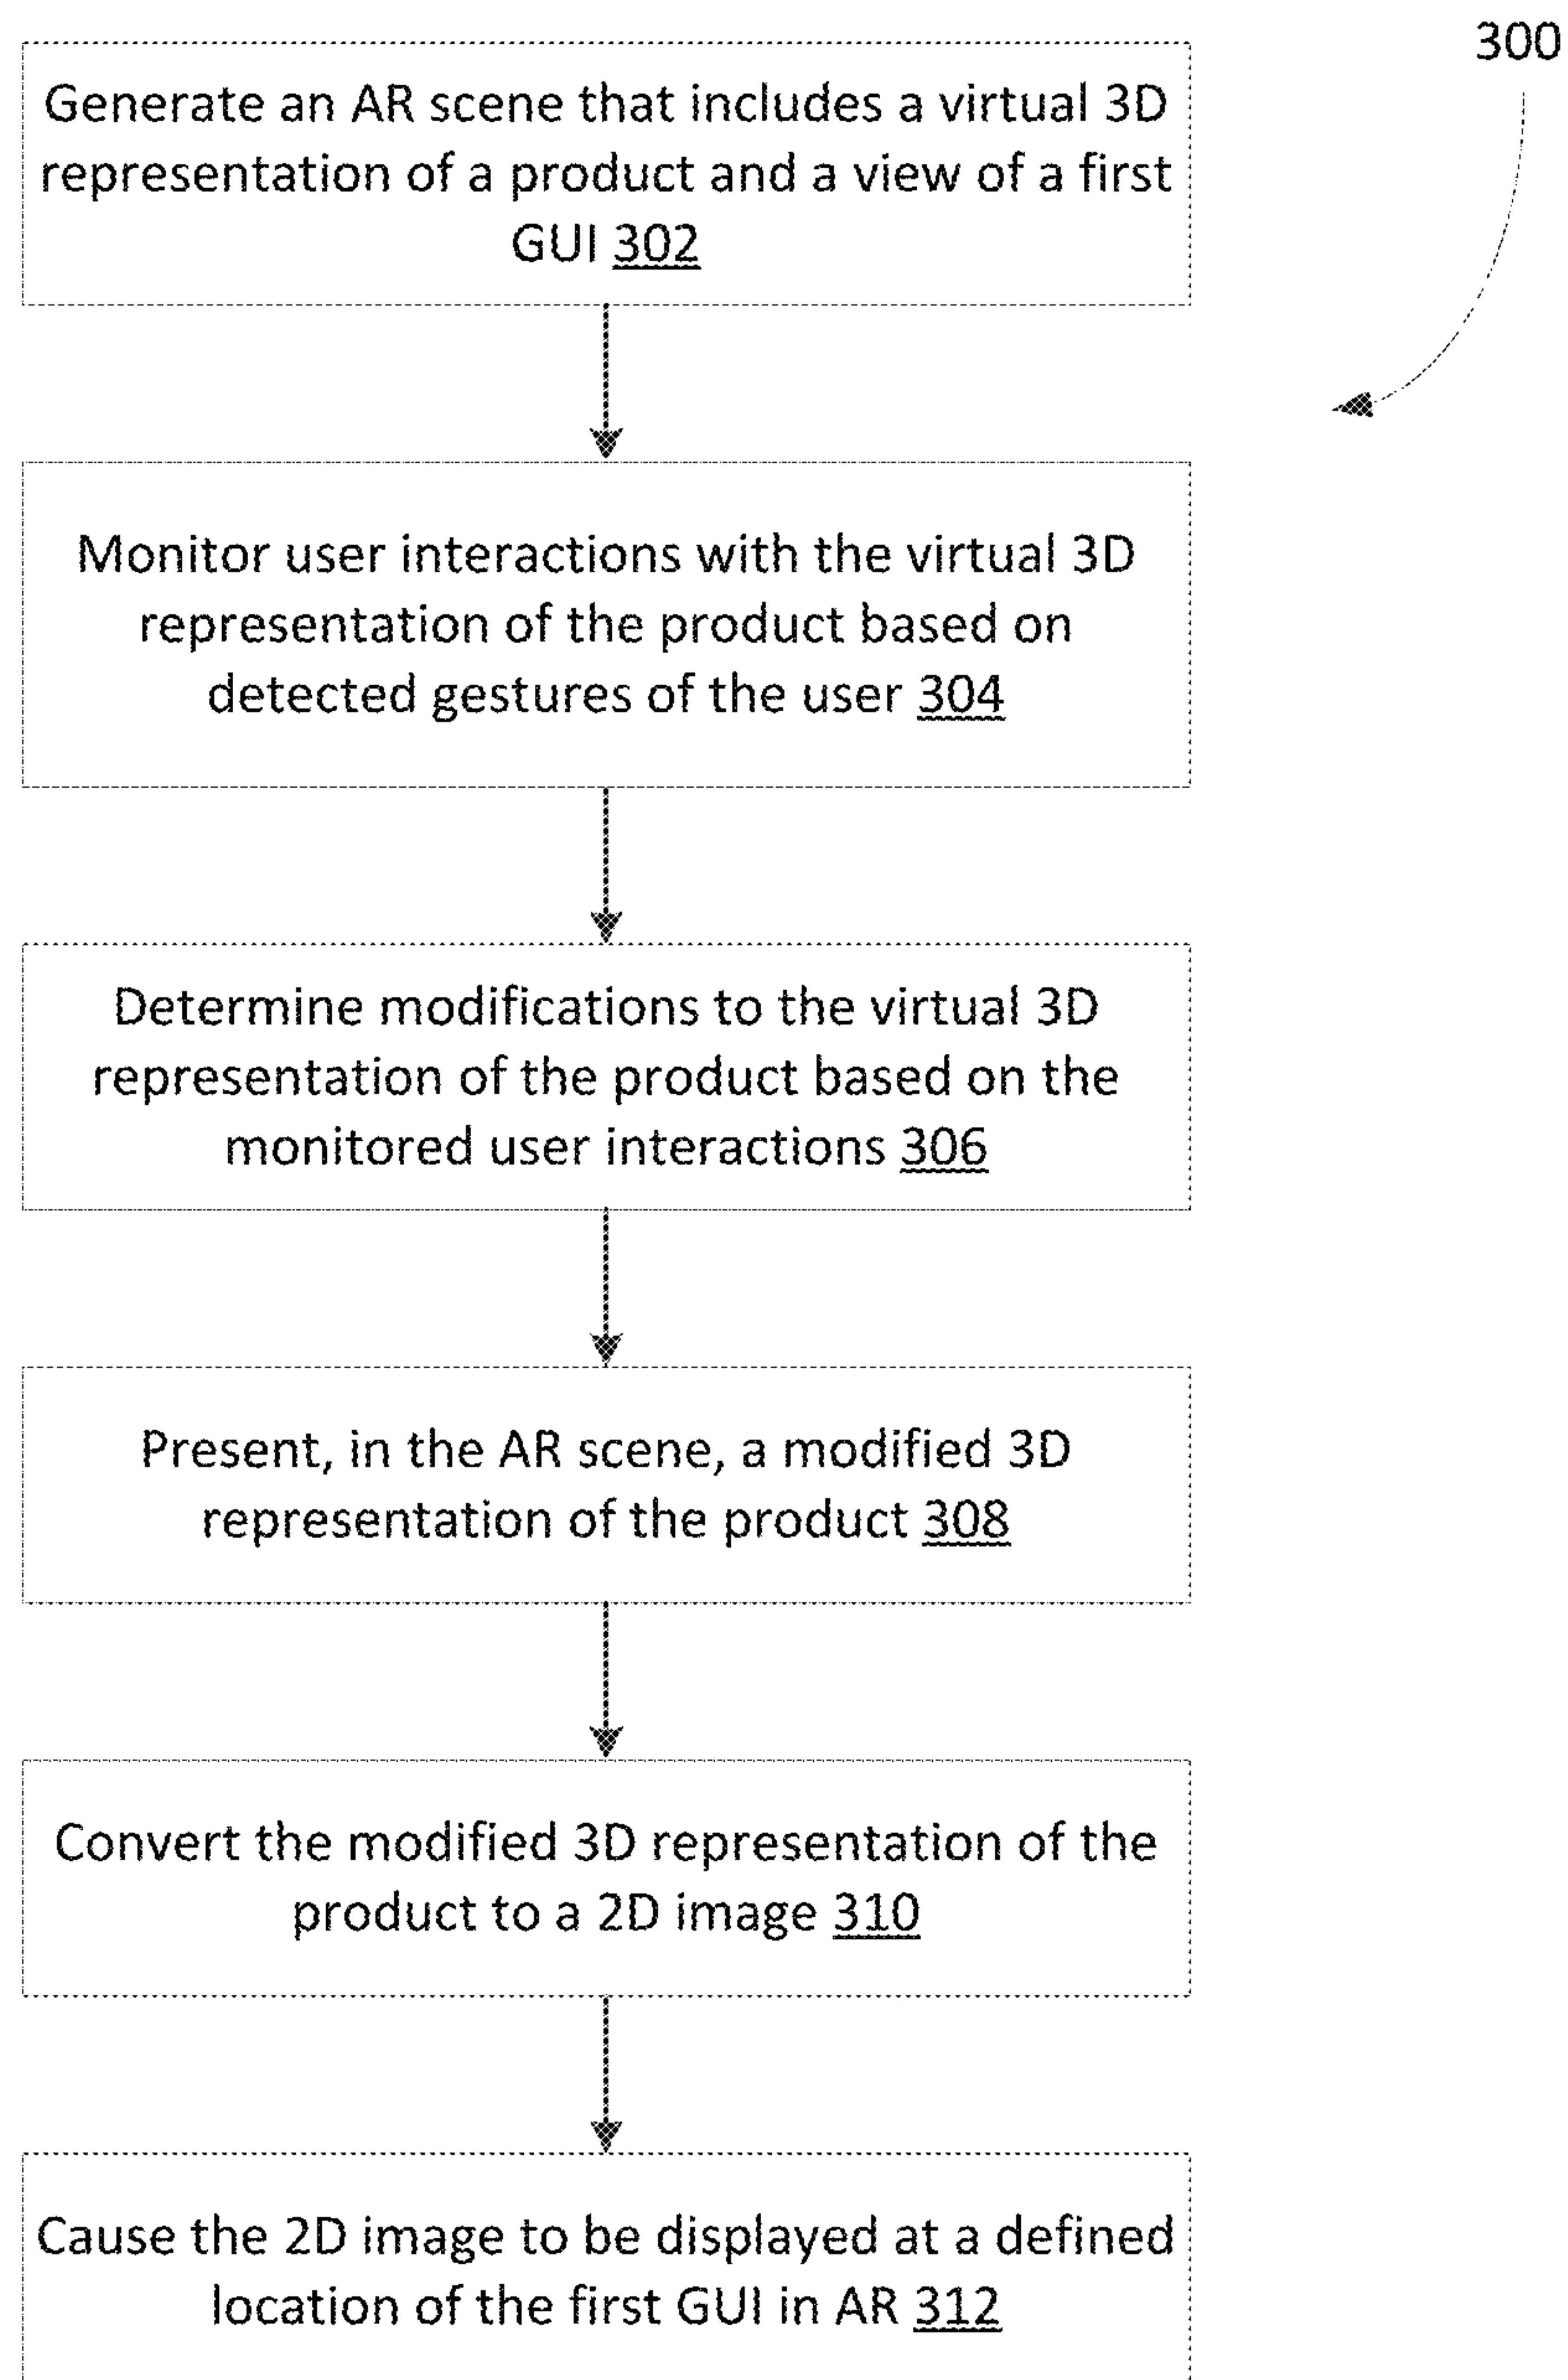 300
Generate an AR scene that includes a virtual 3D
representation of a product and a view of a first
GUI 302
Monitor user interactions with the virtual 3D
representation of the product based on
detected gestures of the user 304
Determine modifications to the virtual 3D
representation of the product based on the
monitored user interactions 306
Present, in the AR scene, a modified 3D
representation of the product 308
Convert the modified 3D representation of the
product to a 2D image 310
Cause the 2D image to be displayed at a defined
location of the first GUI in AR 312